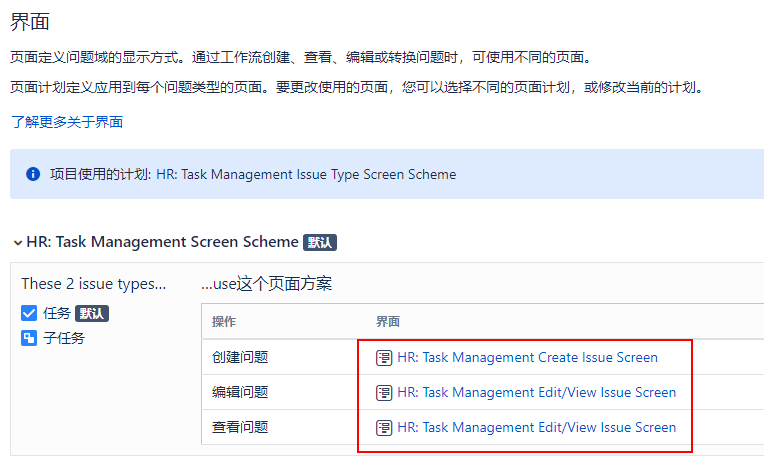 界面
页面定义问题域的显示方式。通过工作流创建、查看、编辑或转换问题时，可使用不同的页面。
页面计划定义应用到每个问题类型的页面。要更改使用的页面，您可以选择不同的页面计划，或修改当前的计划。
了解更多关于界面
项目使用的计划: HR: Task Management Issue Type Screen Scheme
HR: Task Management Screen Scheme 默认
These 2 issue types... ...use这个页面方案
任务 默认
子任务
操作 界面
创建问题 HR: Task Management Create Issue Screen
编辑问题 HR: Task Management Edit/View Issue Screen
查看问题 HR: Task Management Edit/View Issue Screen